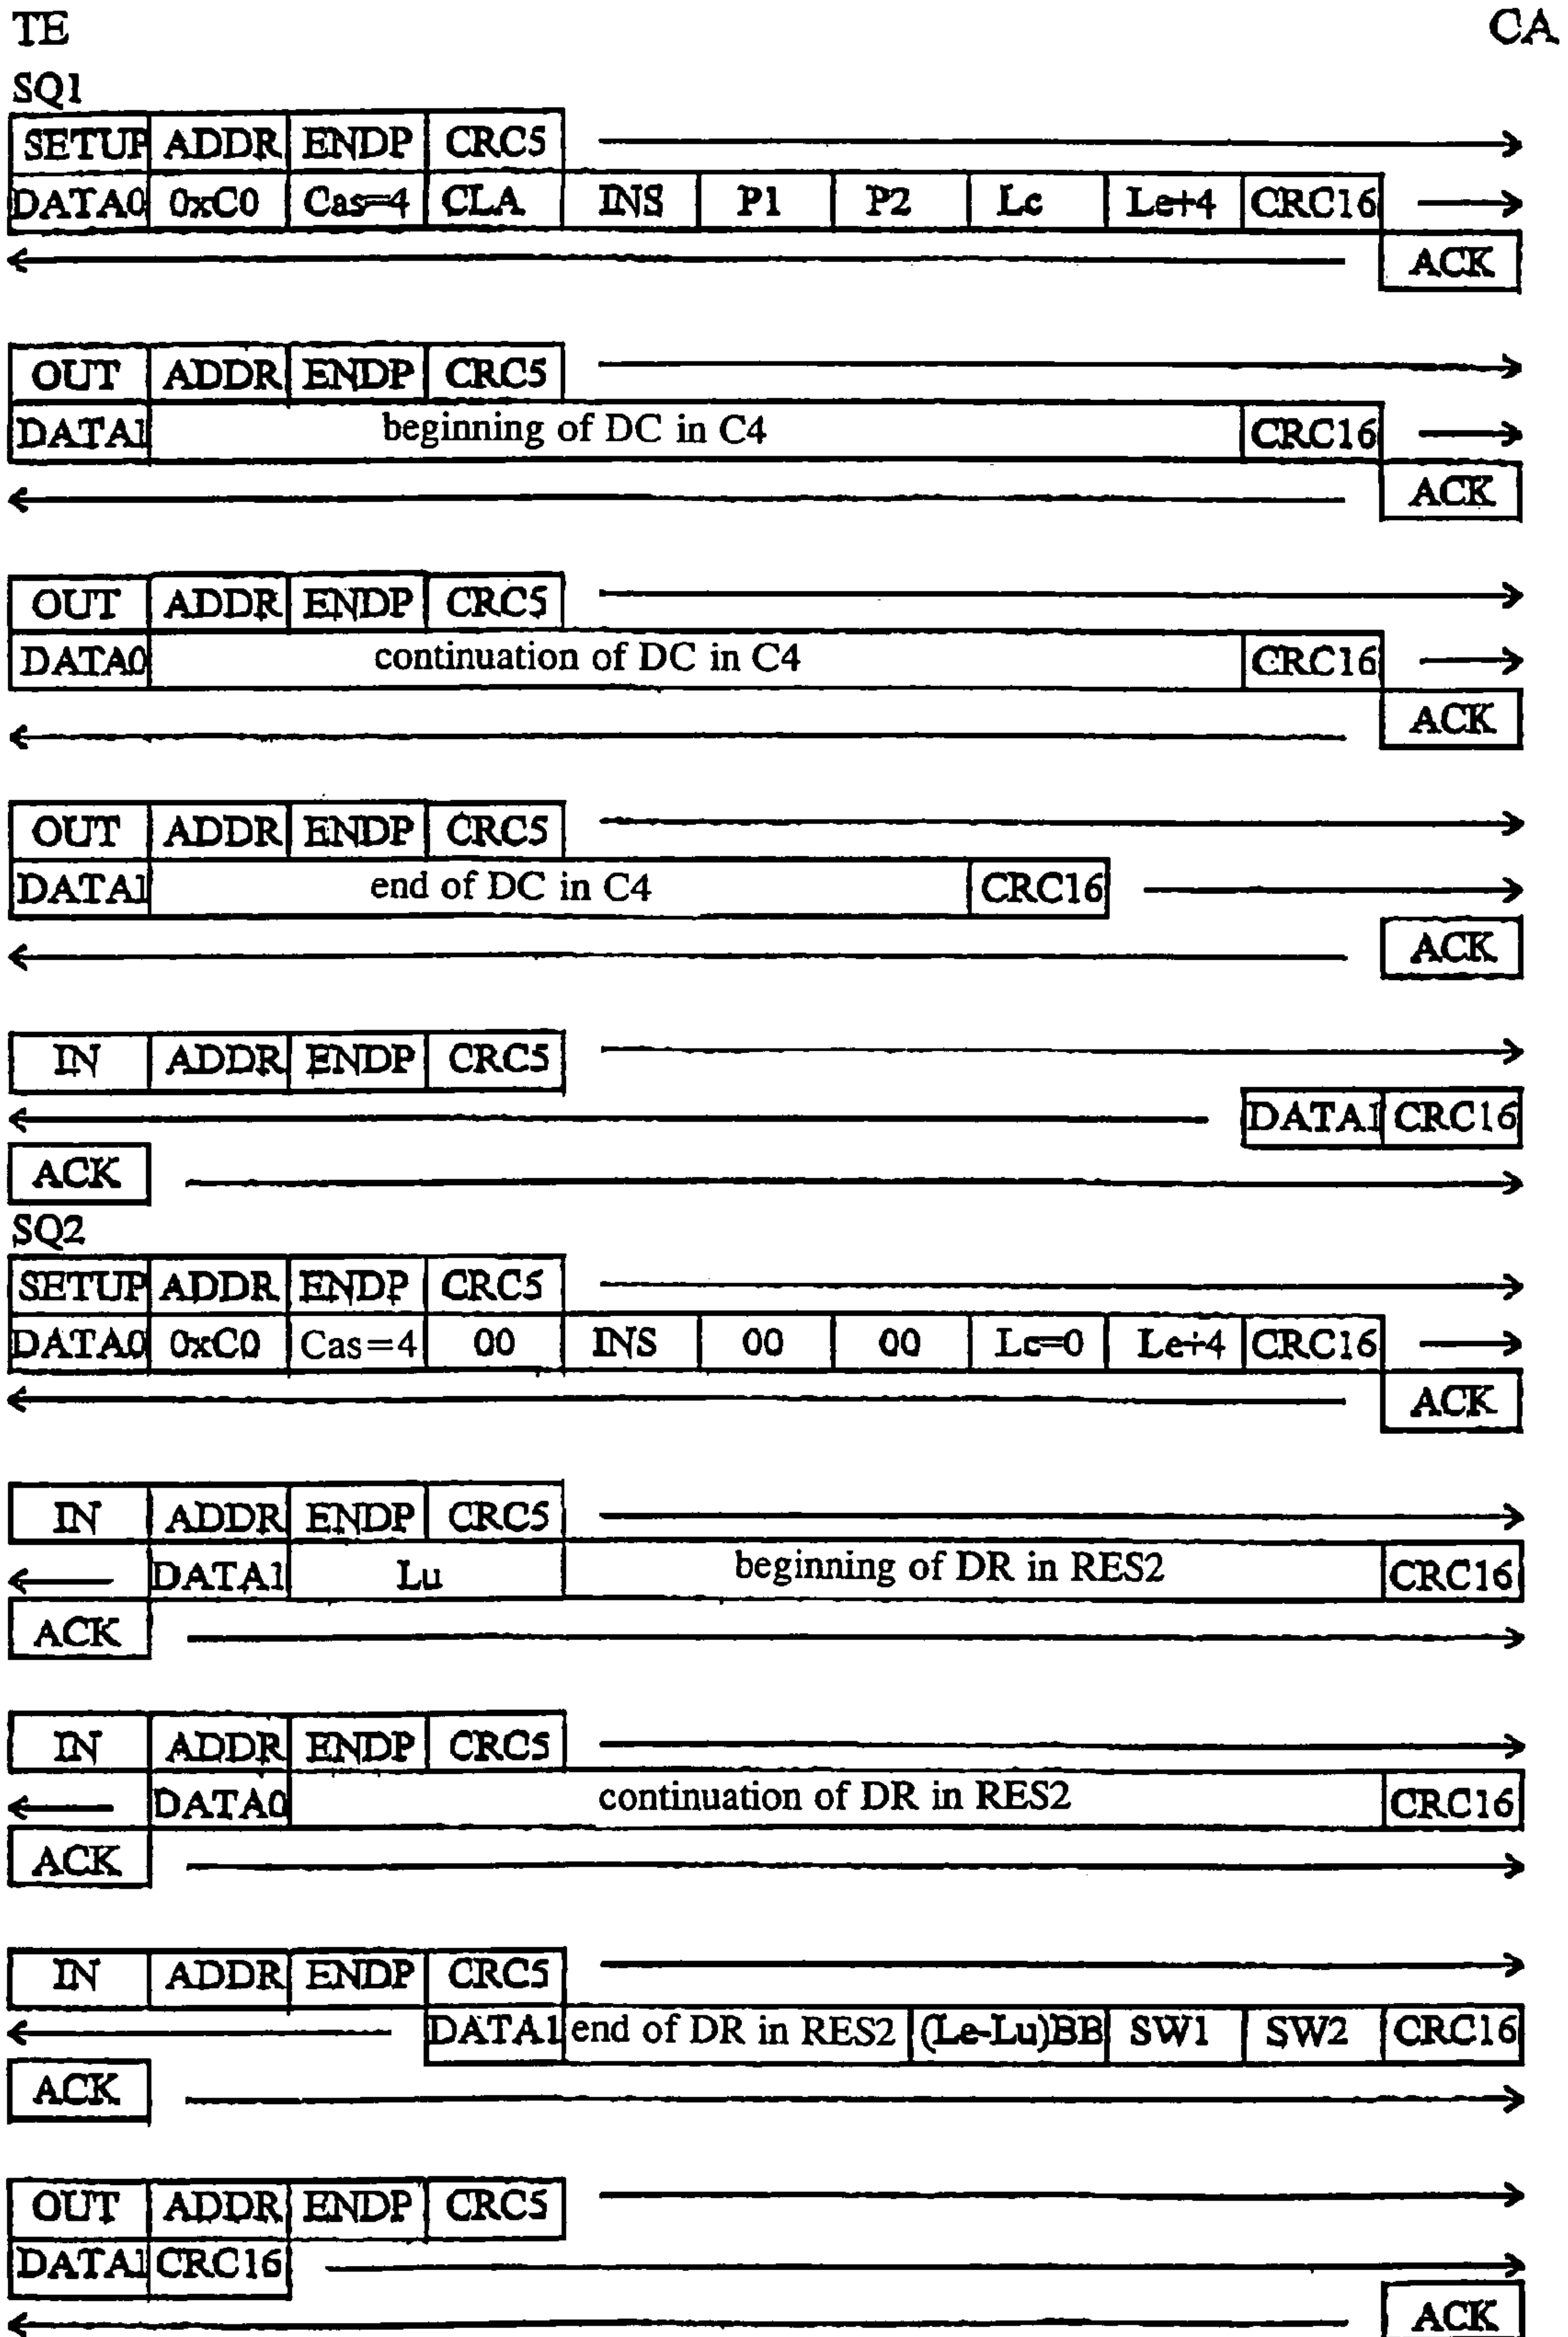 TE CA
SQ1
SETUP ADDR ENDP CRC5
DATA0 0xC0 Cas=4 CLA INS P1 P2 Lc Le+4 CRC16
ACK
OUT ADDR ENDP CRC5
DATA1 beginning of DC in C4 CRC16
ACK
OUT ADDR ENDP CRC5
DATA0 continuation of DC in C4 CRC16
ACK
OUT ADDR ENDP CRC5
DATA1 end of DC in C4 CRC16
ACK
IN ADDR ENDP CRC5
DATA1 CRC16
ACK
SQ2
SETUP ADDR ENDP CRC5
DATA0 0xC0 Cas=4 00 INS 00 00 Lc=0 Le+4 CRC16
ACK
IN ADDR ENDP CRC5
DATA1 Lu beginning of DR in RES2 CRC16
ACK
IN ADDR ENDP CRC5
DATA0 continuation of DR in RES2 CRC16
ACK
IN ADDR ENDP CRC5
DATA1 end of DR in RES2 (Le-Lu)BB SW1 SW2 CRC16
ACK
OUT ADDR ENDP CRC5
DATA1 CRC16
ACK